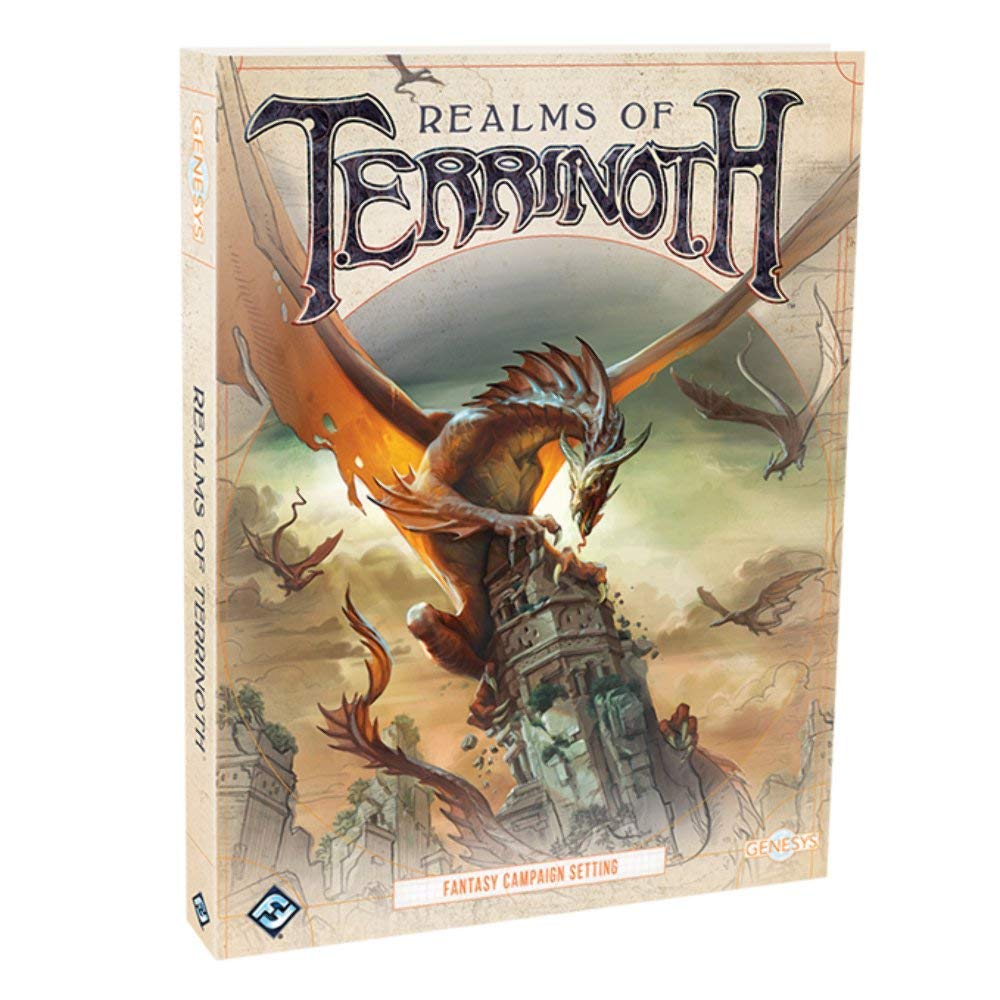 REALMS OF
TERRINOTH
FANTASY CAMPAIGN SETTING
GENESYS
GENESYS
REALMS OF TERRINOTH